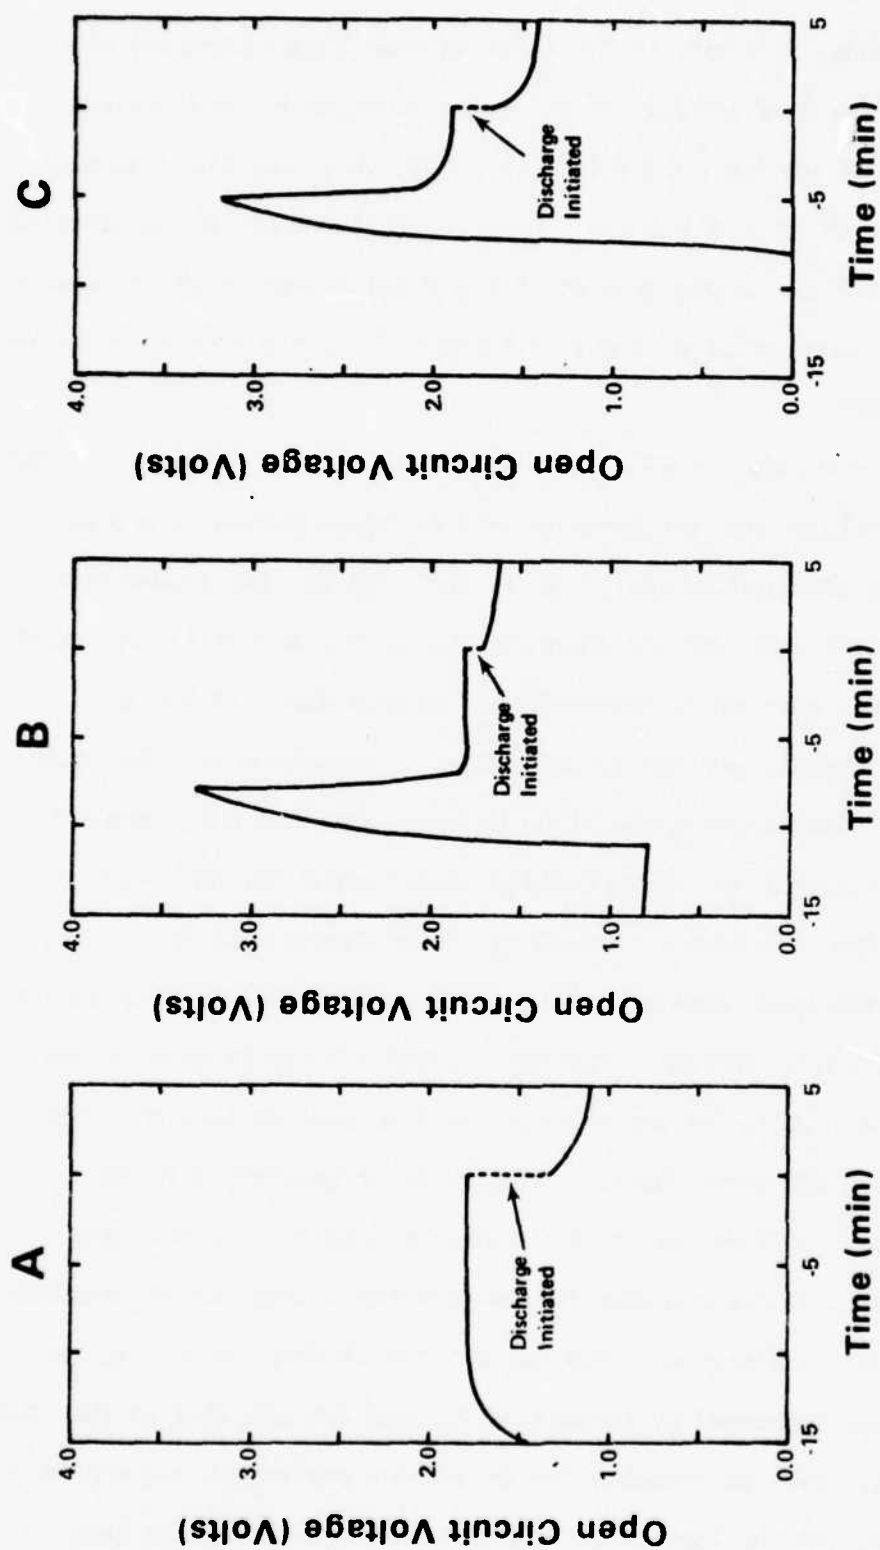 A
Open Circuit Voltage (Volts)
4.0
3.0
2.0
1.0
0.0
Discharge
Initiated
-15
-5
5
Time (min)
B
Open Circuit Voltage (Volts)
4.0
3.0
2.0
1.0
0.0
Discharge
Initiated
-15
-5
5
Time (min)
C
Open Circuit Voltage (Volts)
4.0
3.0
2.0
1.0
0.0
Discharge
Initiated
-15
-5
5
Time (min)